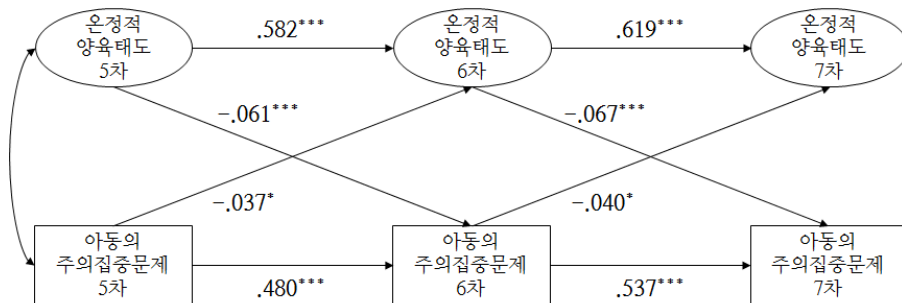 온정적
양육태도
5차
.582***
온정적
양육태도
6차
.619***
온정적
양육태도
7차
-.061***
-.067***
-.037*
-.040*
아동의
주의집중문제
5차
.480***
아동의
주의집중문제
6차
.537***
아동의
주의집중문제
7차